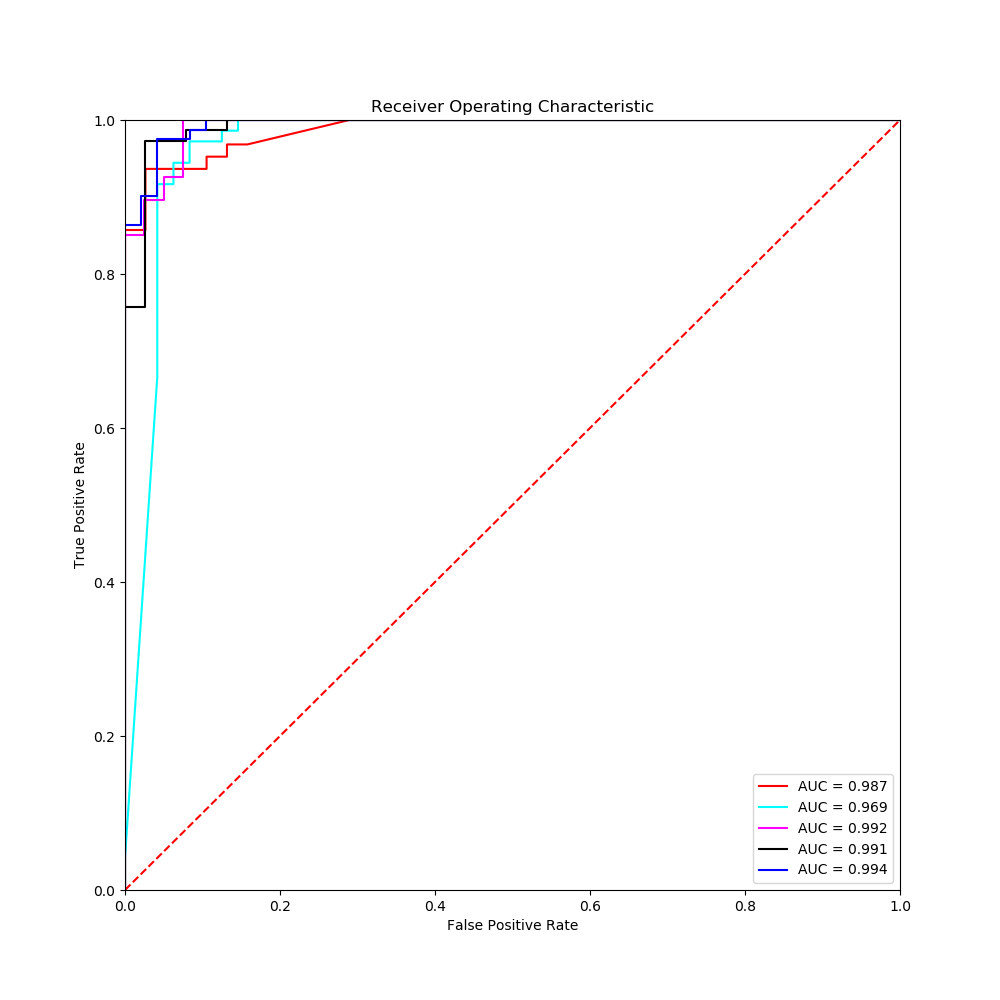 Receiver Operating Characteristic
1.0
0.8
0.6
0.4
0.2
0.0
True Positive Rate
0.0 0.2 0.4 0.6 0.8 1.0
False Positive Rate
AUC = 0.987
AUC = 0.969
AUC = 0.992
AUC = 0.991
AUC = 0.994